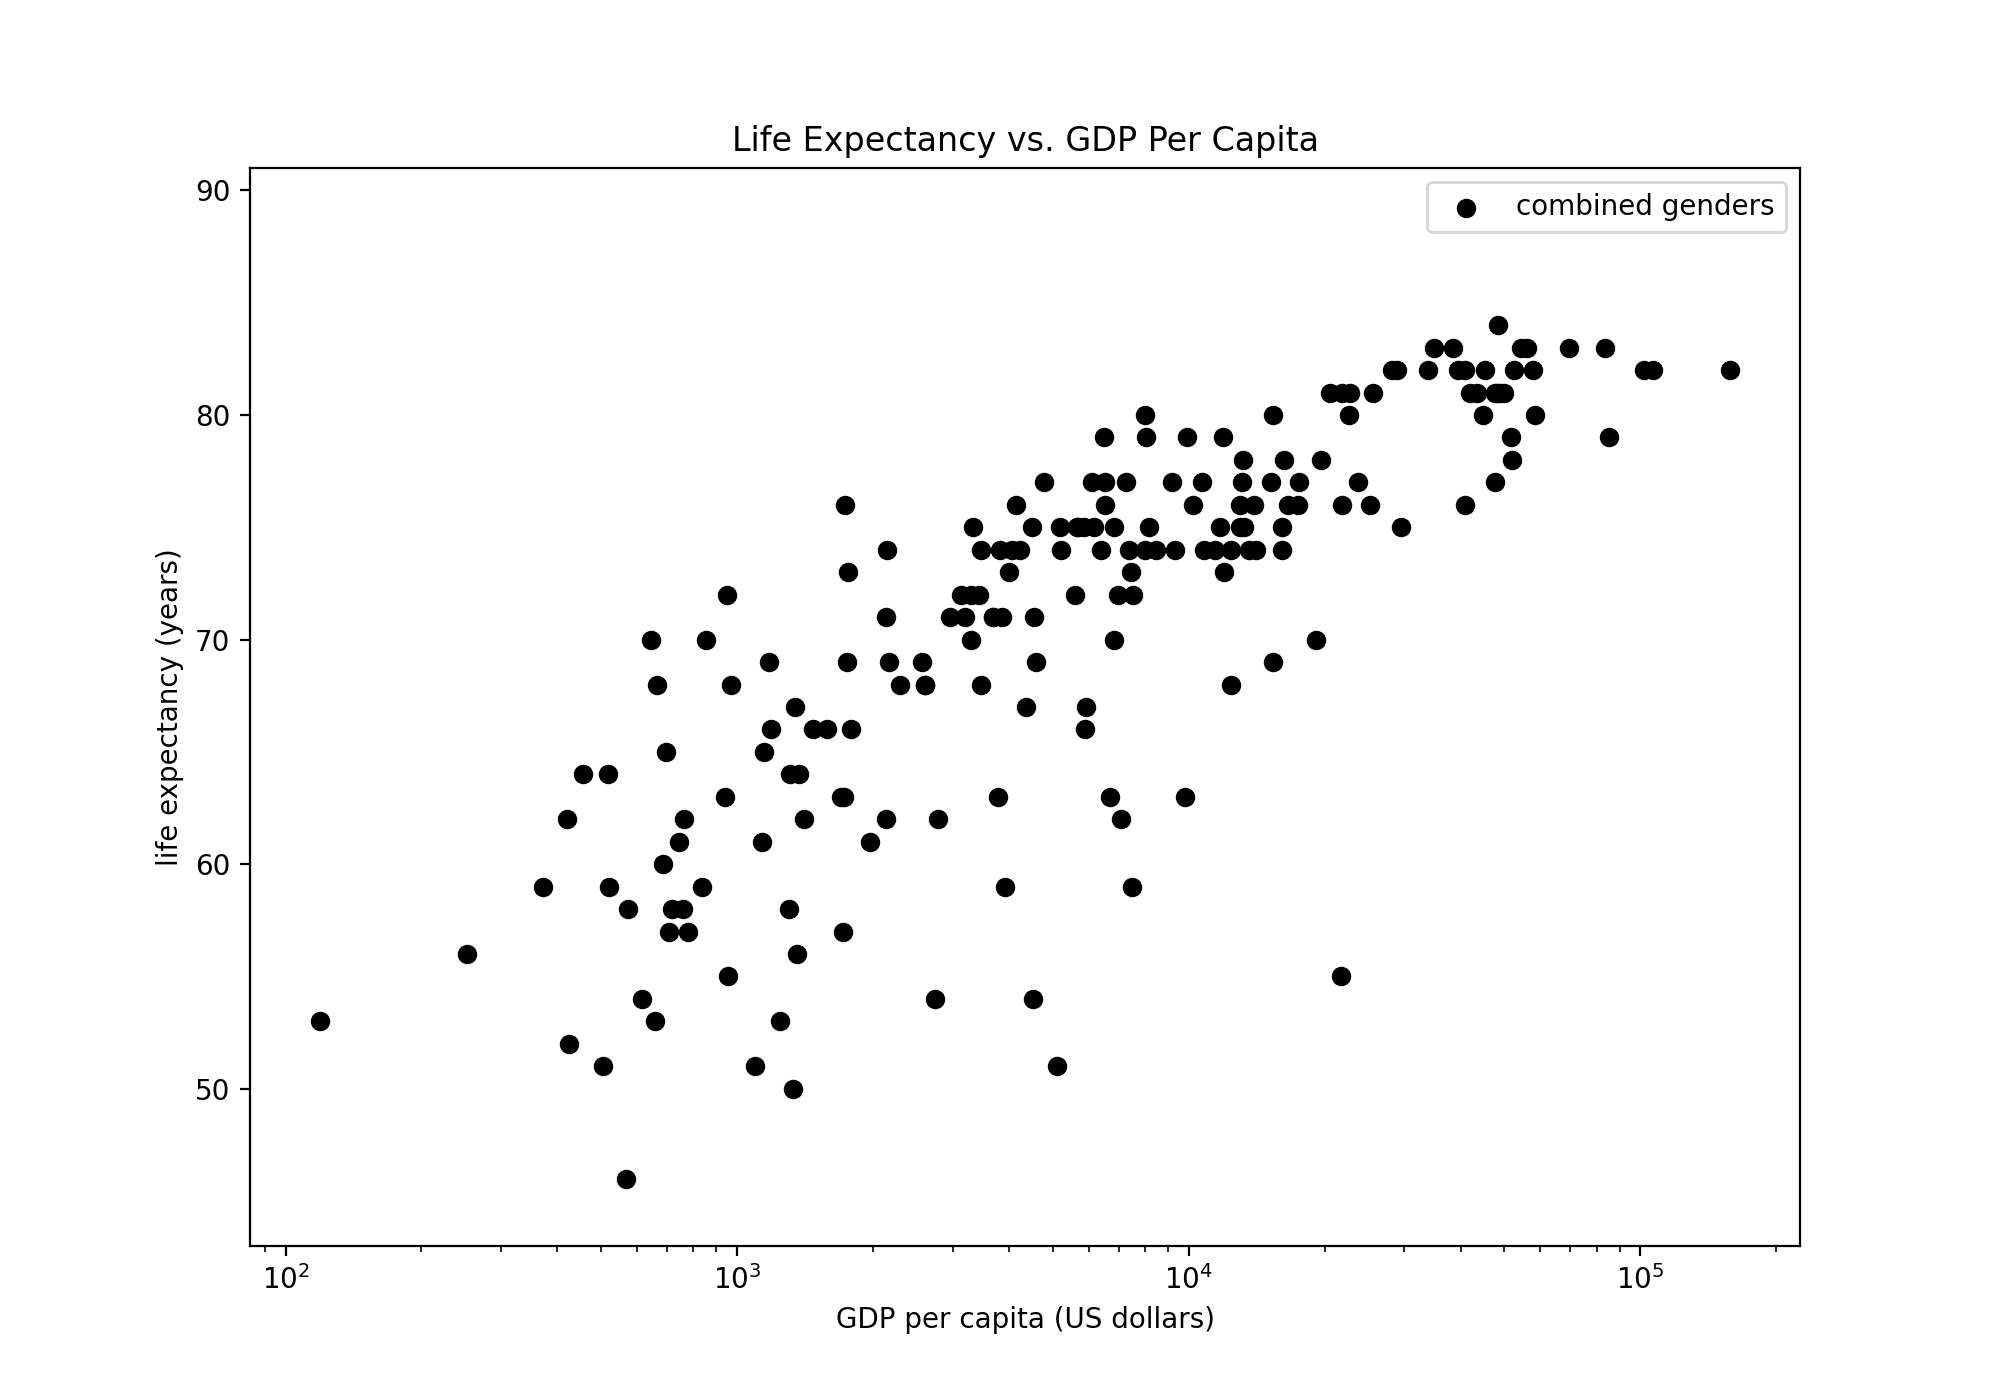 Life Expectancy vs. GDP Per Capita
combined genders
90
80
70
60
50
life expectancy (years)
10² 10³ 10⁴ 10⁵
GDP per capita (US dollars)